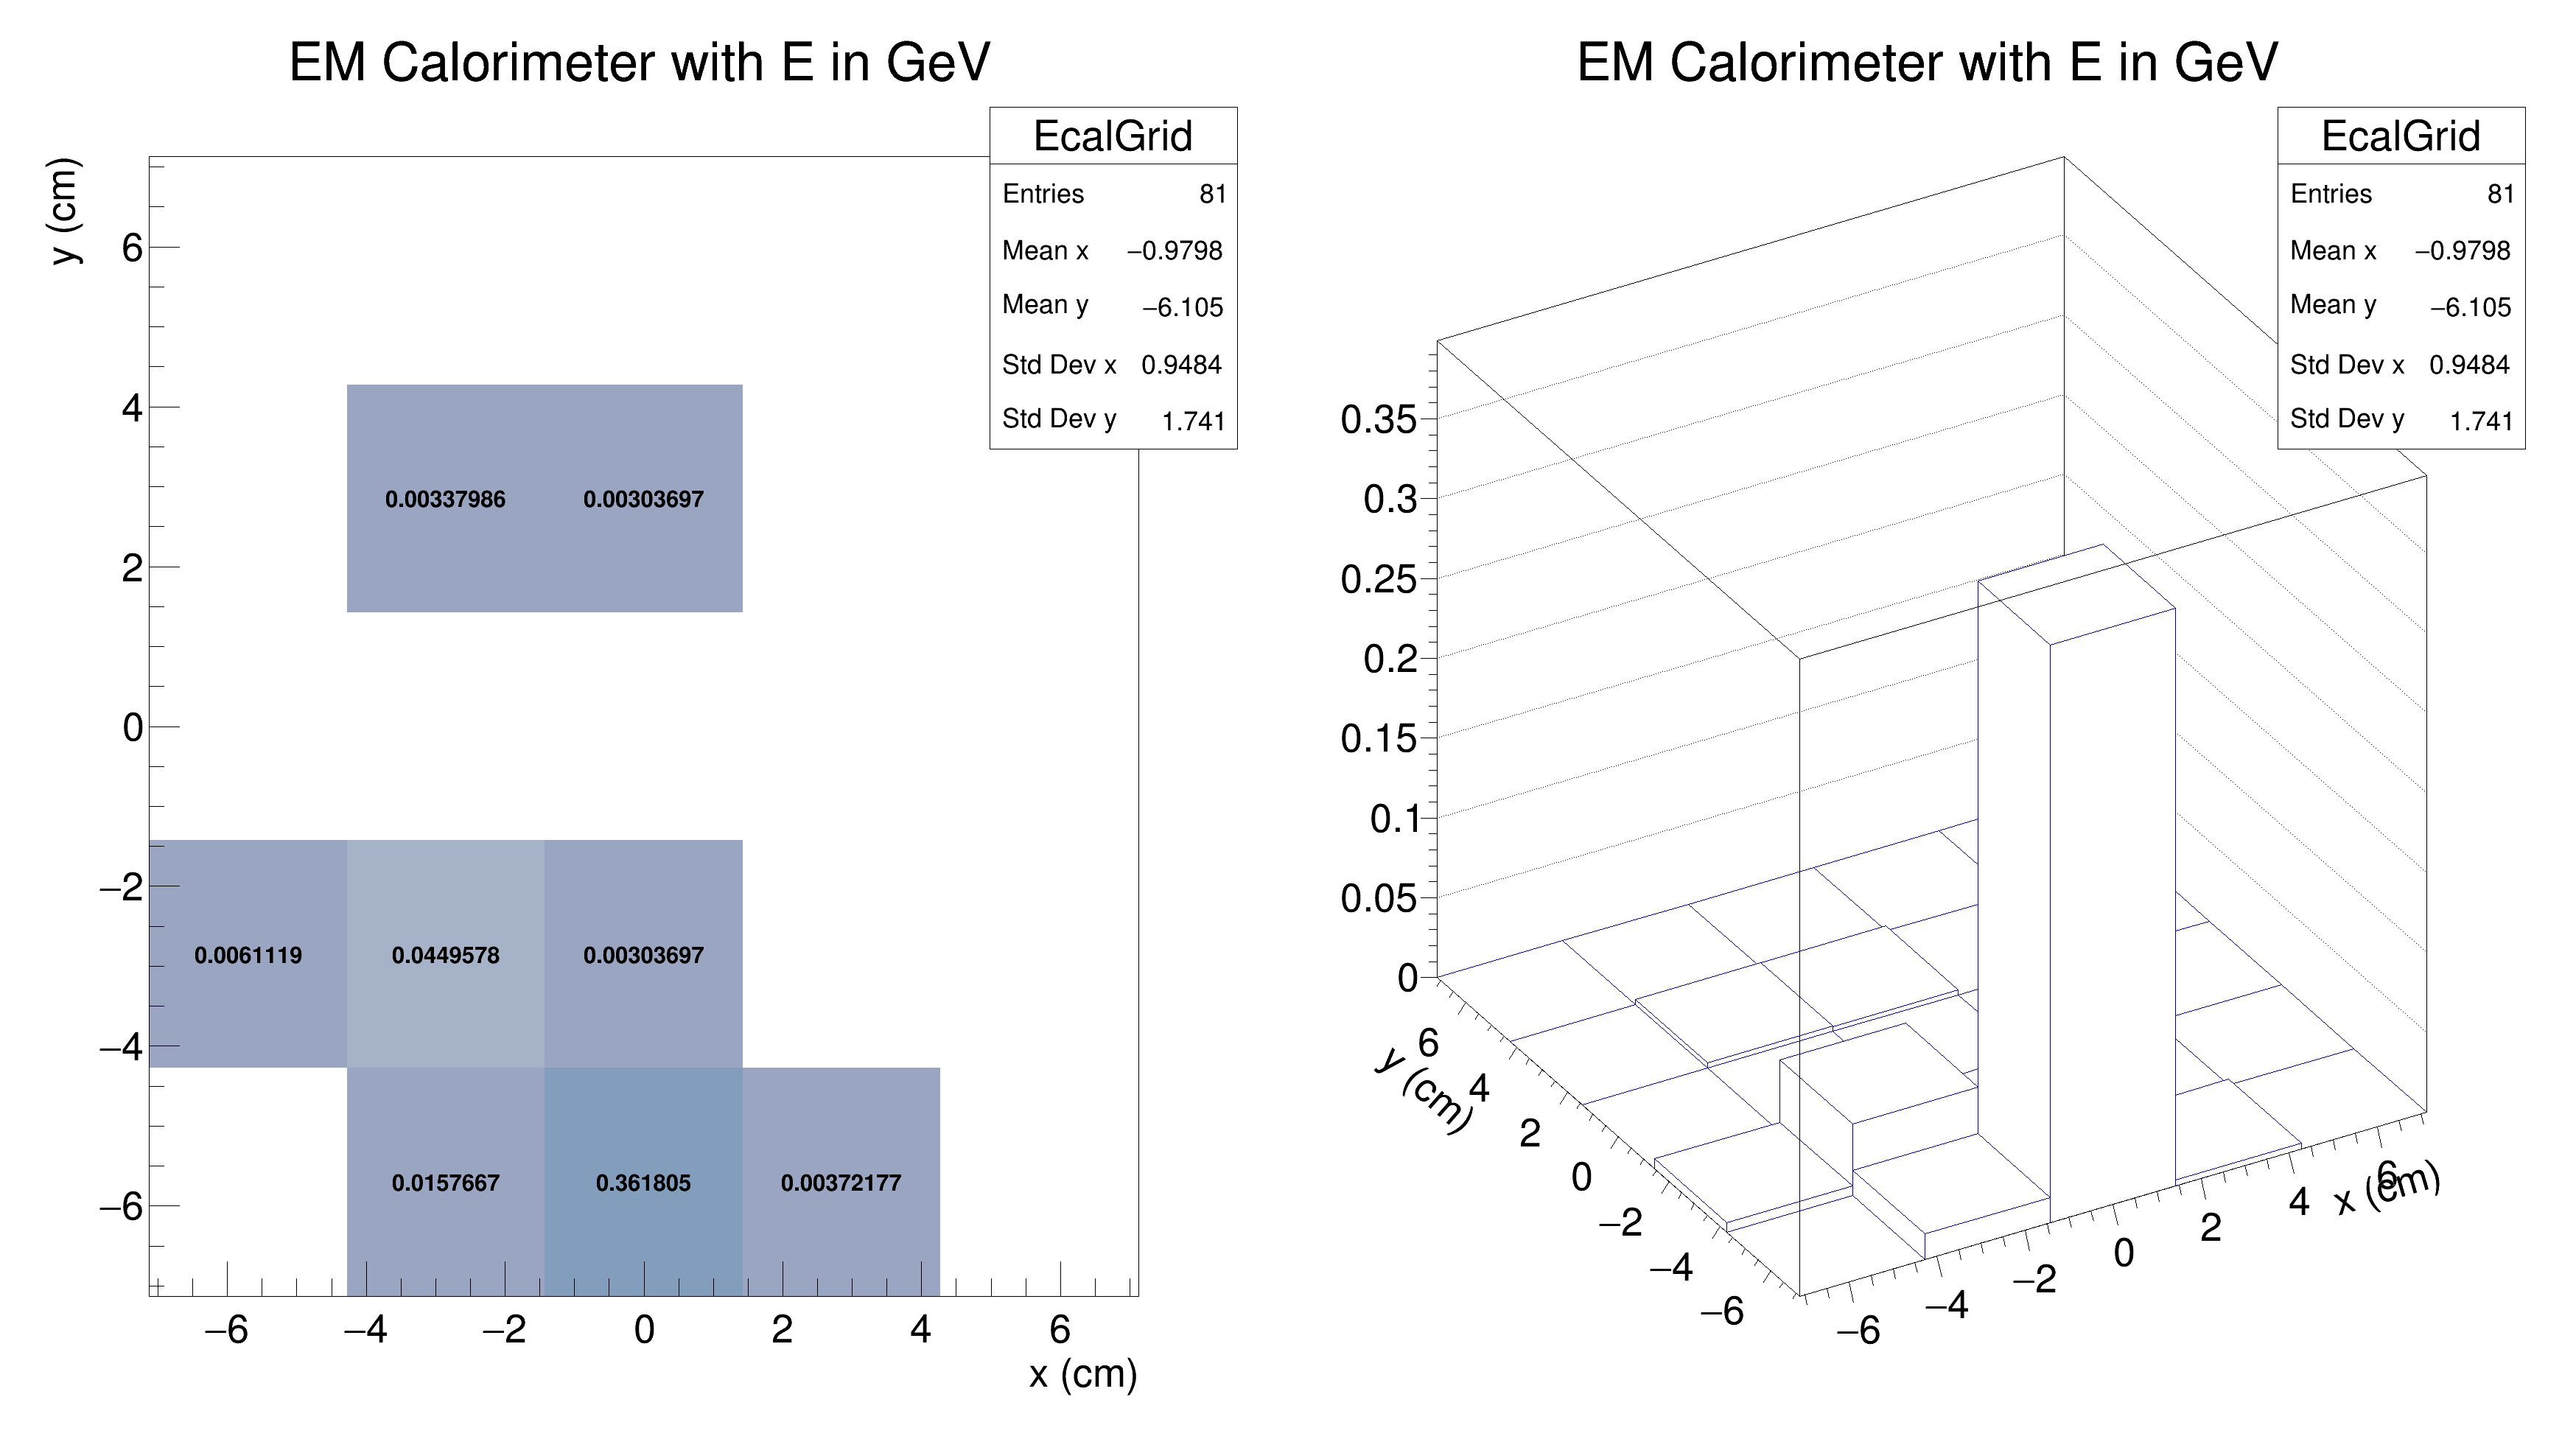 EM Calorimeter with E in GeV
EcalGrid
Entries 81
Mean x −0.9798
Mean y −6.105
Std Dev x 0.9484
Std Dev y 1.741
y (cm)
6
4
2
0
−2
−4
−6
0.00337986 0.00303697
0.0061119 0.0449578 0.00303697
0.0157667 0.361805 0.00372177
−6 −4 −2 0 2 4 6
x (cm)
EM Calorimeter with E in GeV
EcalGrid
Entries 81
Mean x −0.9798
Mean y −6.105
Std Dev x 0.9484
Std Dev y 1.741
0.35
0.3
0.25
0.2
0.15
0.1
0.05
0
y (cm)
6
4
2
0
−2
−4
−6
−6 −4 −2 0 2 4 6
x (cm)